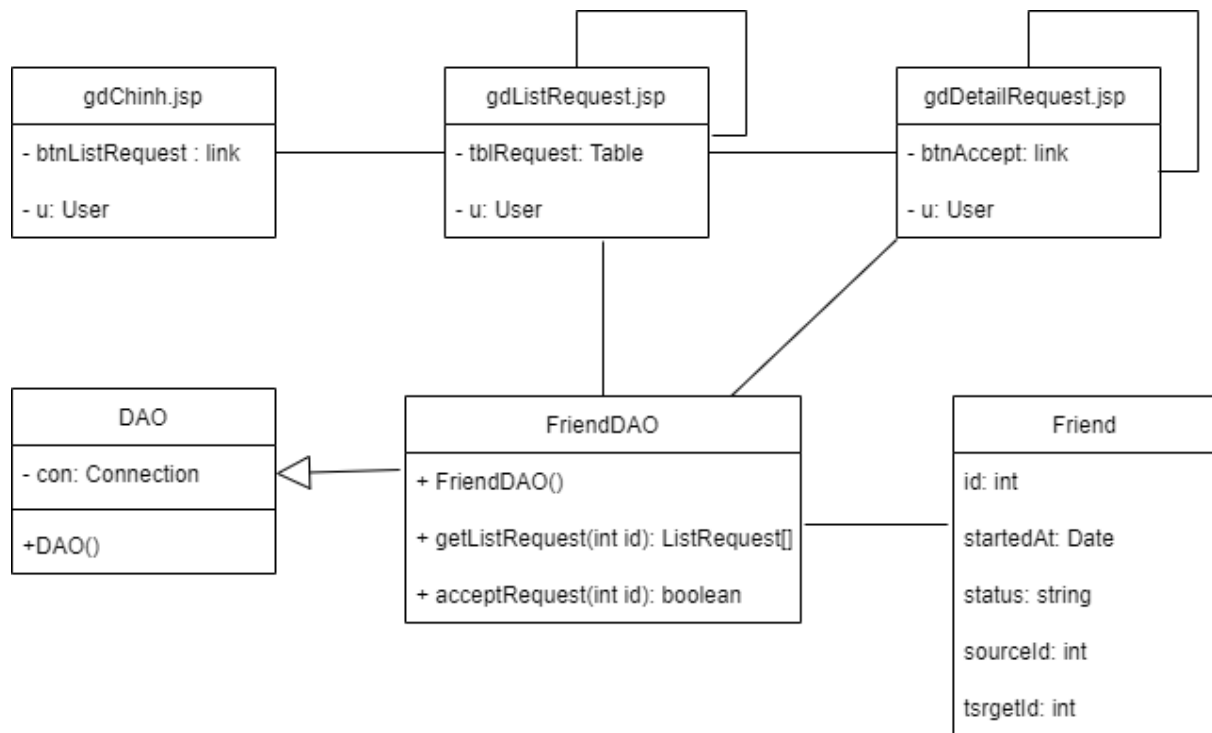 gdChinh.jsp
- btnListRequest : link
- u: User
gdListRequest.jsp
- tblRequest: Table
- u: User
gdDetailRequest.jsp
- btnAccept: link
- u: User
DAO
- con: Connection
+DAO()
FriendDAO
+ FriendDAO()
+ getListRequest(int id): ListRequest[]
+ acceptRequest(int id): boolean
Friend
id: int
startedAt: Date
status: string
sourceId: int
tsrgetId: int